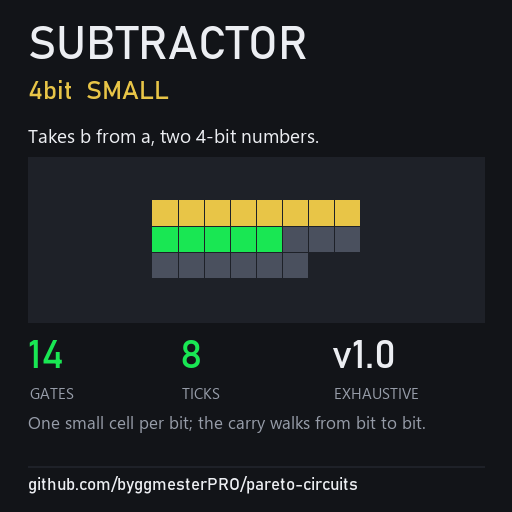 SUBTRACTOR
4bit SMALL
Takes b from a, two 4-bit numbers.
14 8 v1.0
GATES TICKS EXHAUSTIVE
One small cell per bit; the carry walks from bit to bit.
github.com/byggmesterPRO/pareto-circuits